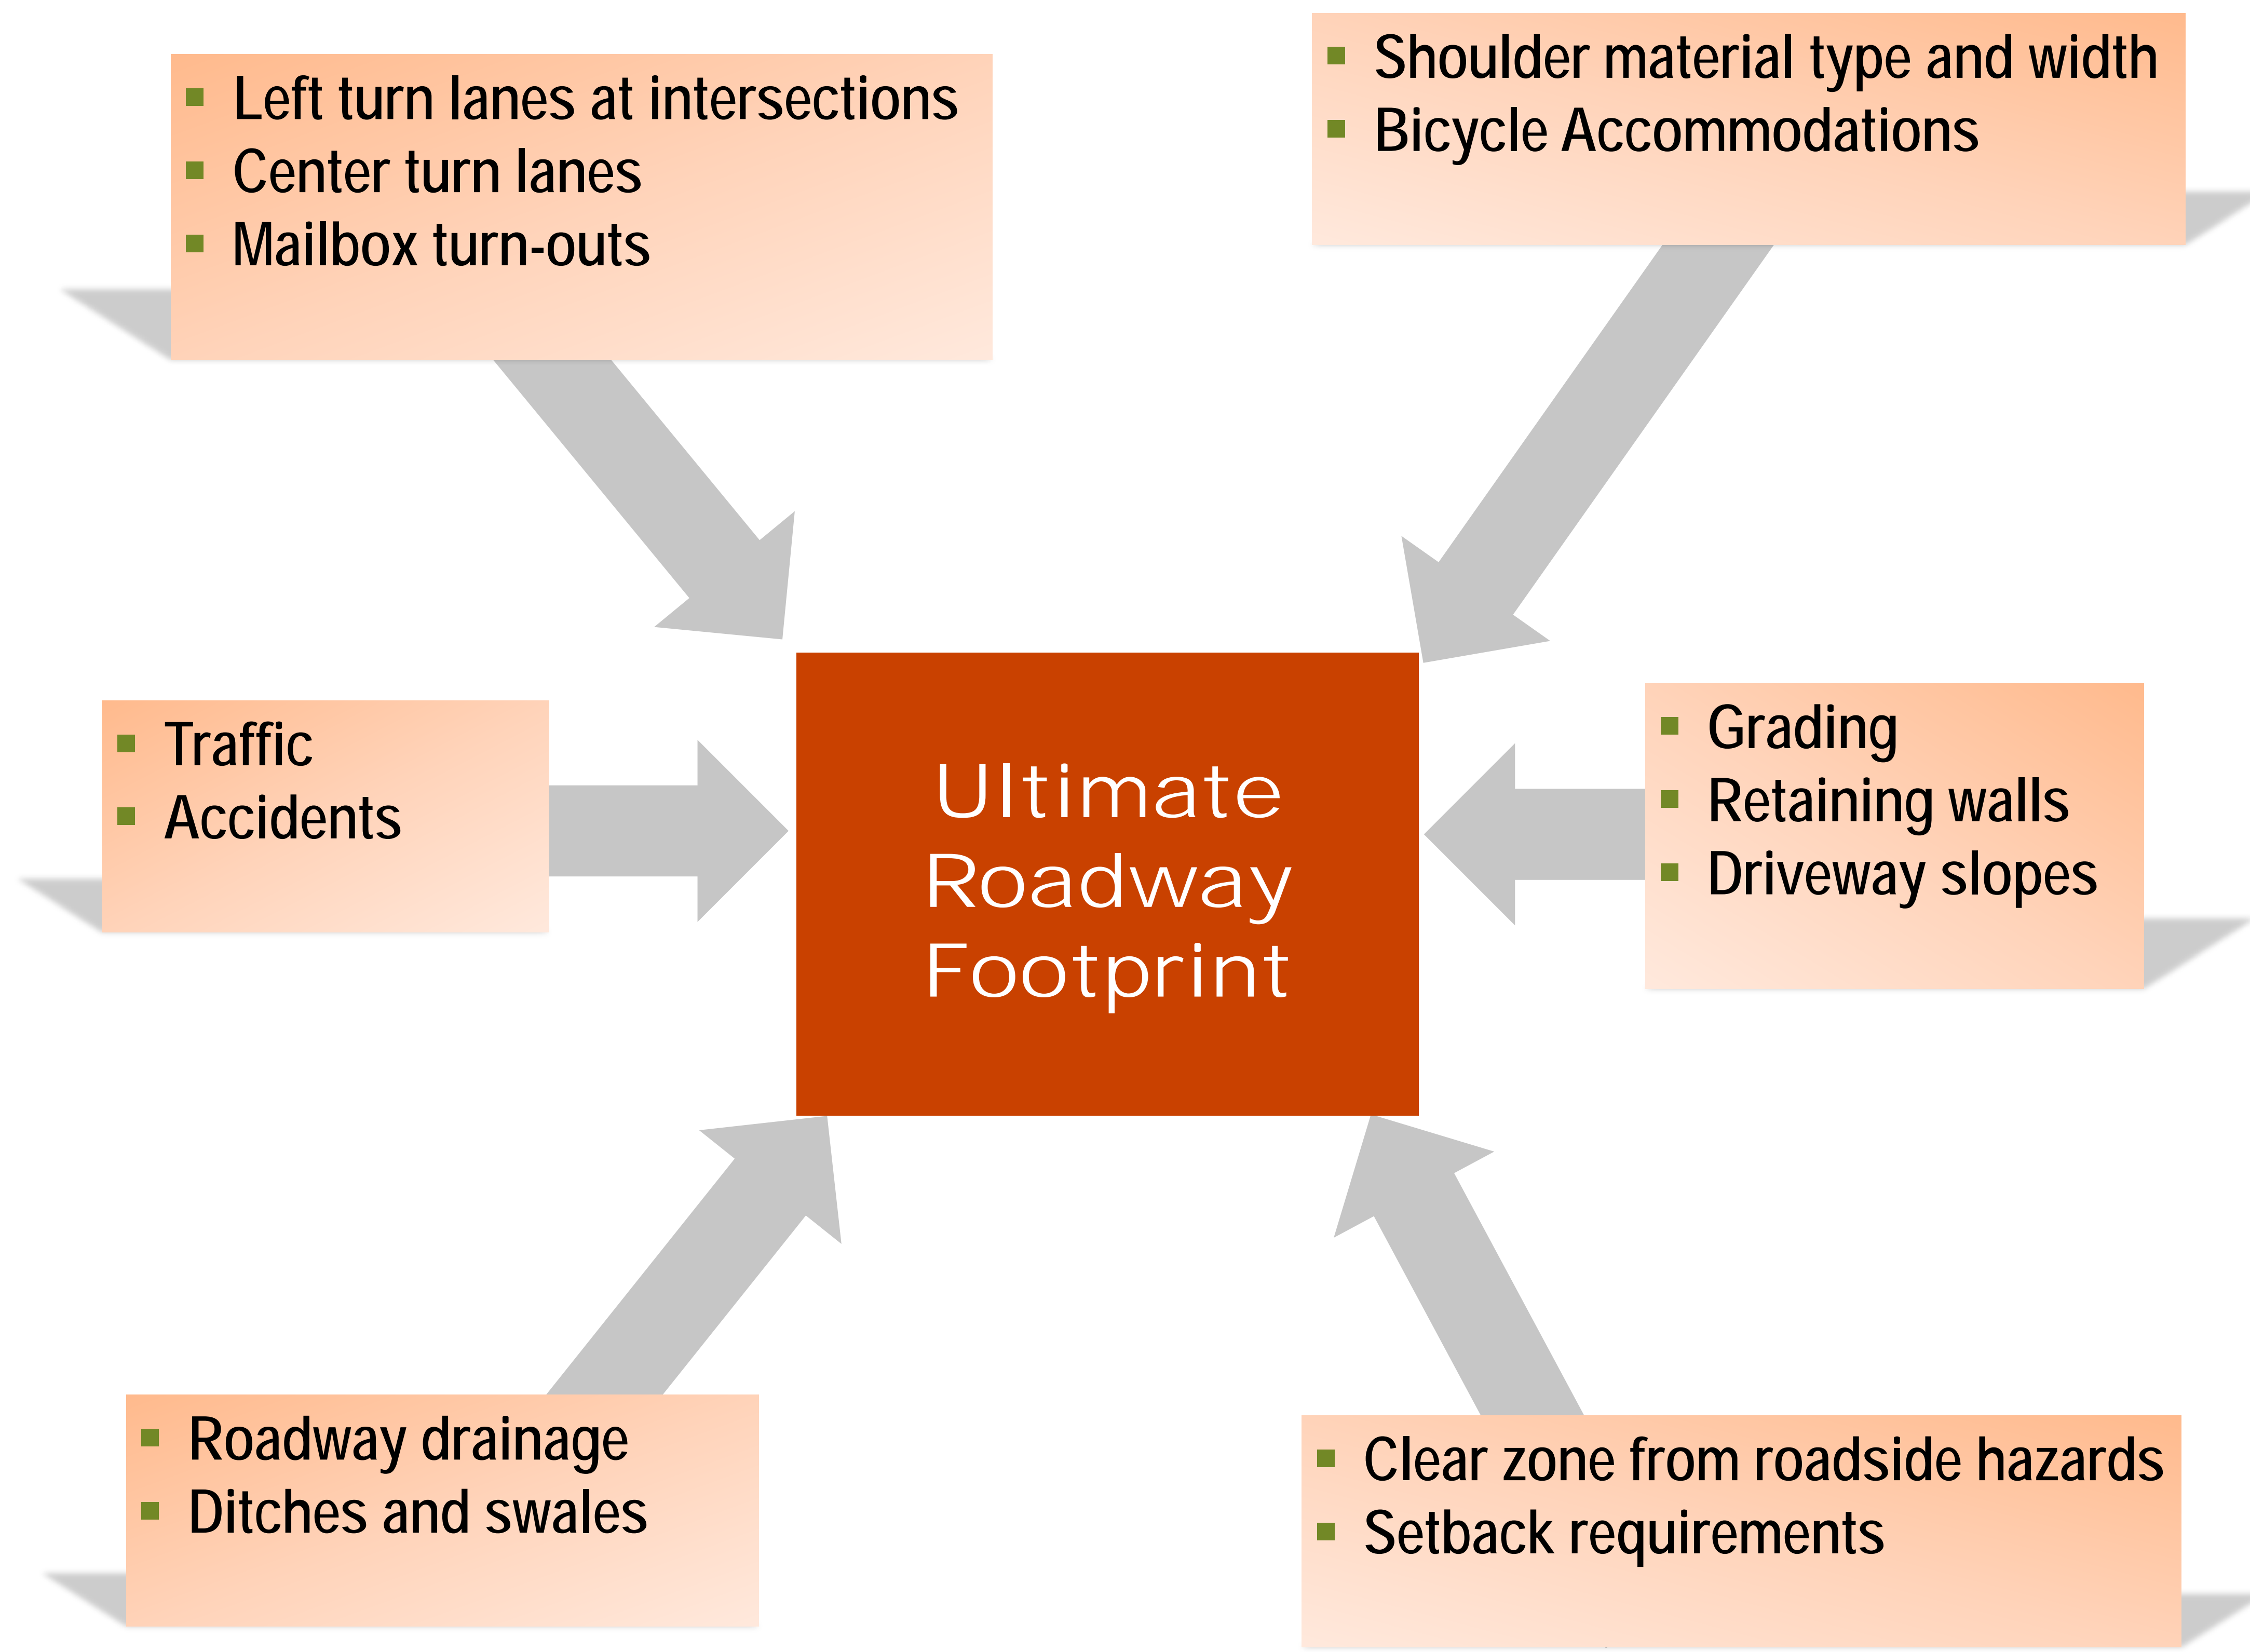 Left turn lanes at intersections
Center turn lanes
Mailbox turn-outs
Shoulder material type and width
Bicycle Accommodations
Traffic
Accidents
Ultimate
Roadway
Footprint
Grading
Retaining walls
Driveway slopes
Roadway drainage
Ditches and swales
Clear zone from roadside hazards
Setback requirements